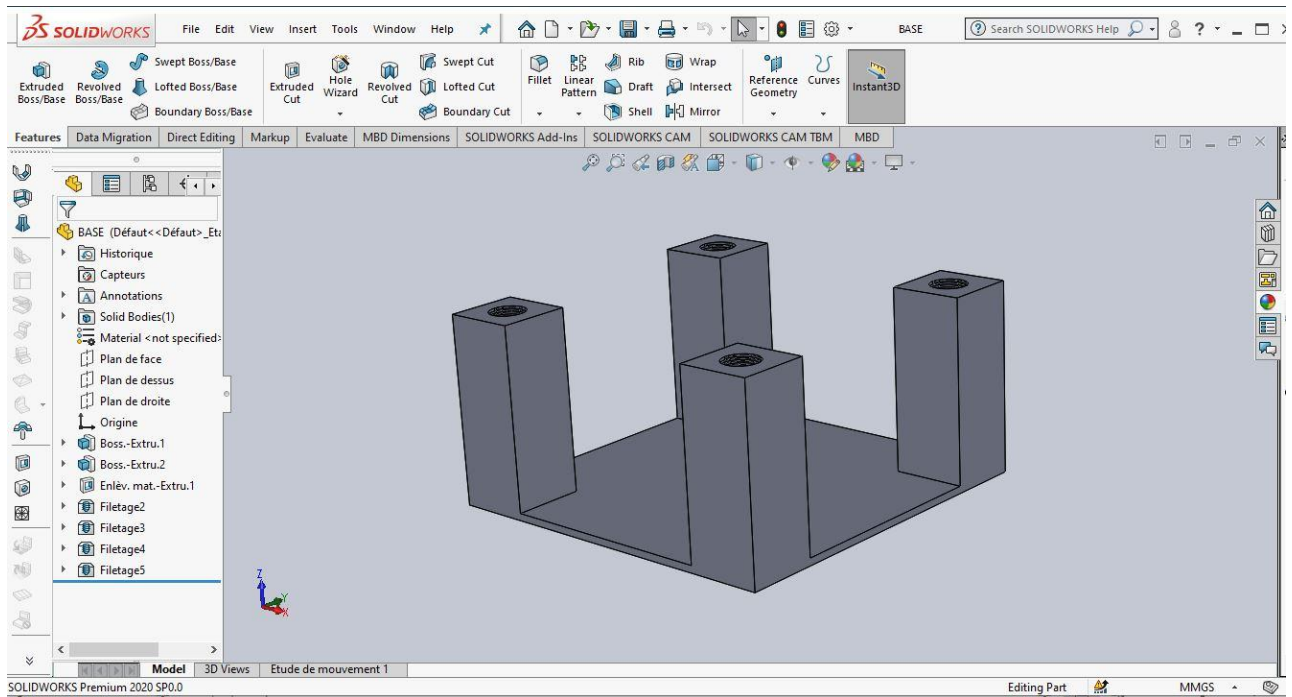 SOLIDWORKS File Edit View Insert Tools Window Help BASE Search SOLIDWORKS Help ?
Extruded Boss/Base
Revolved Boss/Base
Swept Boss/Base
Lofted Boss/Base
Boundary Boss/Base
Extruded Cut
Hole Wizard
Revolved Cut
Swept Cut
Lofted Cut
Boundary Cut
Fillet
Linear Pattern
Rib
Draft
Shell
Wrap
Intersect
Mirror
Reference Geometry
Curves
Instant3D
Features Data Migration Direct Editing Markup Evaluate MBD Dimensions SOLIDWORKS Add-Ins SOLIDWORKS CAM SOLIDWORKS CAM TBM MBD
BASE (Défaut<<Défaut>_Eta
Historique
Capteurs
Annotations
Solid Bodies(1)
Material <not specified>
Plan de face
Plan de dessus
Plan de droite
Origine
Boss.-Extru.1
Boss.-Extru.2
Enlèv. mat.-Extru.1
Filetage2
Filetage3
Filetage4
Filetage5
Z
Y
X
Model 3D Views Etude de mouvement 1
SOLIDWORKS Premium 2020 SP0.0 Editing Part MMGS